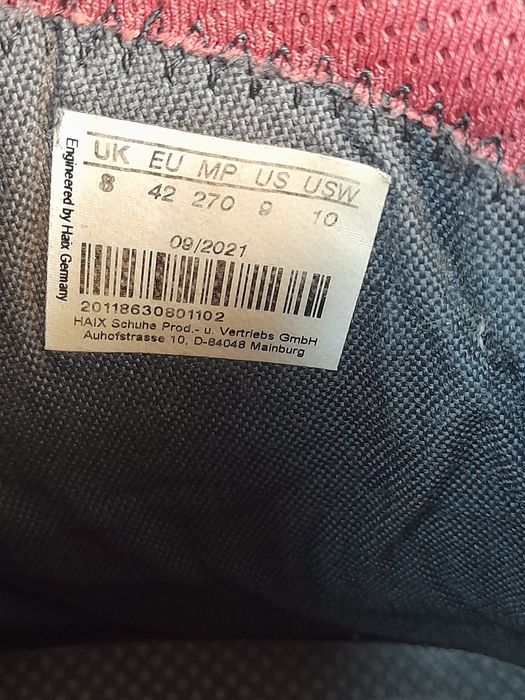 Engineered by Haix Germany
UK EU MP US USW
8 42 270 9 10
09/2021
20118630801102
HAIX Schuhe Prod.- u. Vertriebs GmbH
Auhofstrasse 10, D-84048 Mainburg